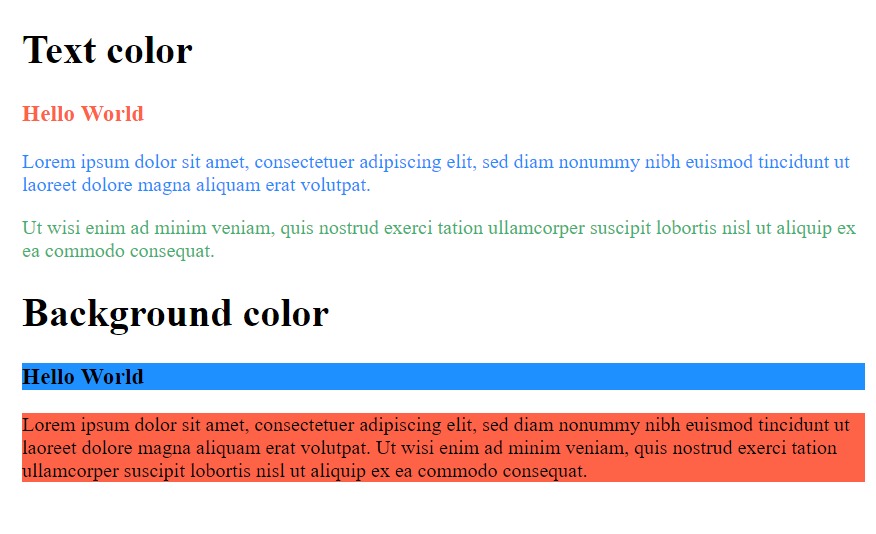 Text color
Hello World
Lorem ipsum dolor sit amet, consectetuer adipiscing elit, sed diam nonummy nibh euismod tincidunt ut
laoreet dolore magna aliquam erat volutpat.
Ut wisi enim ad minim veniam, quis nostrud exerci tation ullamcorper suscipit lobortis nisl ut aliquip ex
ea commodo consequat.
Background color
Hello World
Lorem ipsum dolor sit amet, consectetuer adipiscing elit, sed diam nonummy nibh euismod tincidunt ut
laoreet dolore magna aliquam erat volutpat. Ut wisi enim ad minim veniam, quis nostrud exerci tation
ullamcorper suscipit lobortis nisl ut aliquip ex ea commodo consequat.